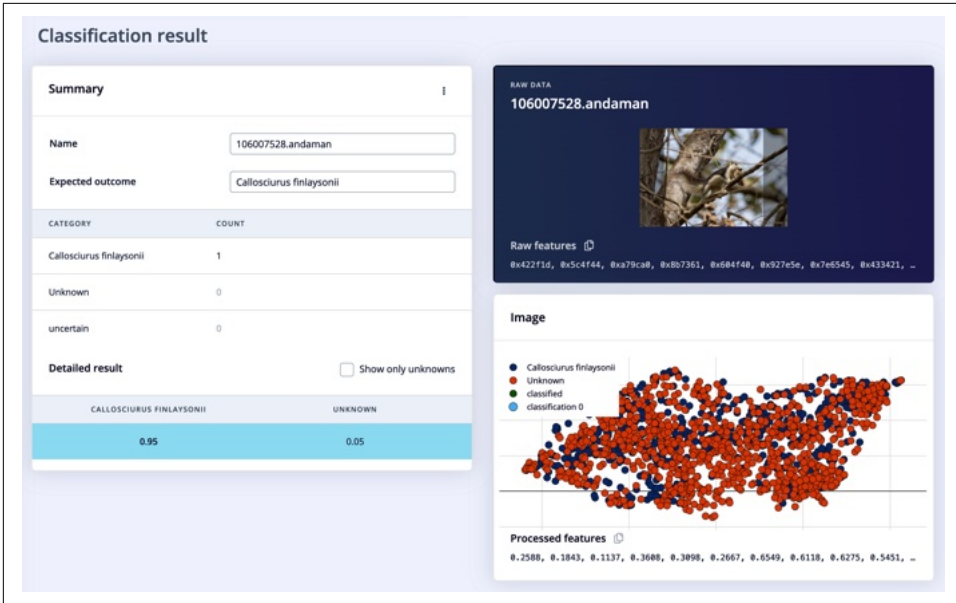 Classification result
Summary
Name
106007528.andaman
Expected outcome
Callosciurus finlaysonii
CATEGORY COUNT
Callosciurus finlaysonii 1
Unknown 0
uncertain 0
Detailed result
Show only unknowns
CALLOSCIURUS FINLAYSONII UNKNOWN
0.95 0.05
RAW DATA
106007528.andaman
Raw features
0x422f1d, 0x5c4f44, 0xa79ca0, 0x8b7361, 0x604f40, 0x927e5e, 0x7e6545, 0x433421, …
Image
Callosciurus finlaysonii
Unknown
classified
classification 0
Processed features
0.2588, 0.1843, 0.1137, 0.3608, 0.3098, 0.2667, 0.6549, 0.6118, 0.6275, 0.5451, …